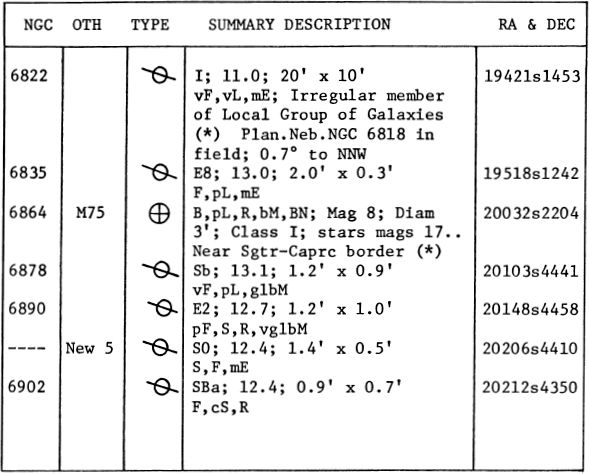 NGC OTH TYPE SUMMARY DESCRIPTION RA & DEC
6822 I; 11.0; 20' x 10' 19421s1453
vF,vL,mE; Irregular member
of Local Group of Galaxies
(*) Plan.Neb.NGC 6818 in
field; 0.7° to NNW
6835 E8; 13.0; 2.0' x 0.3' 19518s1242
F,pL,mE
6864 M75 B,pL,R,bM,BN; Mag 8; Diam 20032s2204
3'; Class I; stars mags 17..
Near Sgtr-Caprc border (*)
6878 Sb; 13.1; 1.2' x 0.9' 20103s4441
vF,pL,glbM
6890 E2; 12.7; 1.2' x 1.0' 20148s4458
pF,S,R,vglbM
---- New 5 S0; 12.4; 1.4' x 0.5' 20206s4410
S,F,mE
6902 SBa; 12.4; 0.9' x 0.7' 20212s4350
F,cS,R